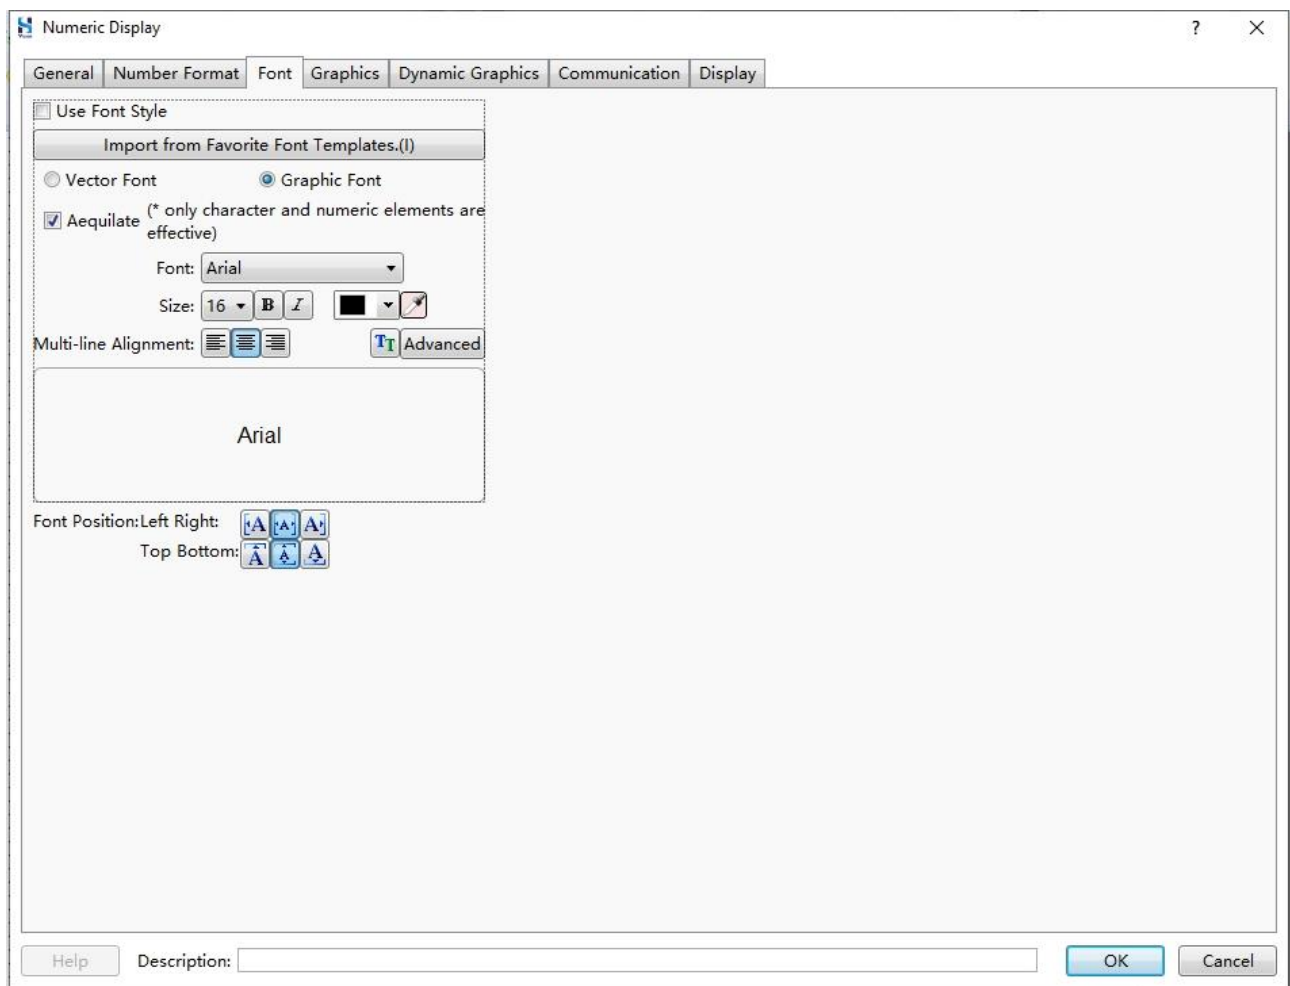 Numeric Display
General Number Format Font Graphics Dynamic Graphics Communication Display
Use Font Style
Import from Favorite Font Templates.(I)
Vector Font Graphic Font
Aequilate (* only character and numeric elements are
effective)
Font: Arial
Size: 16 B I
Multi-line Alignment: TT Advanced
Arial
Font Position:Left Right: A A A
Top Bottom: A A A
Help Description: OK Cancel